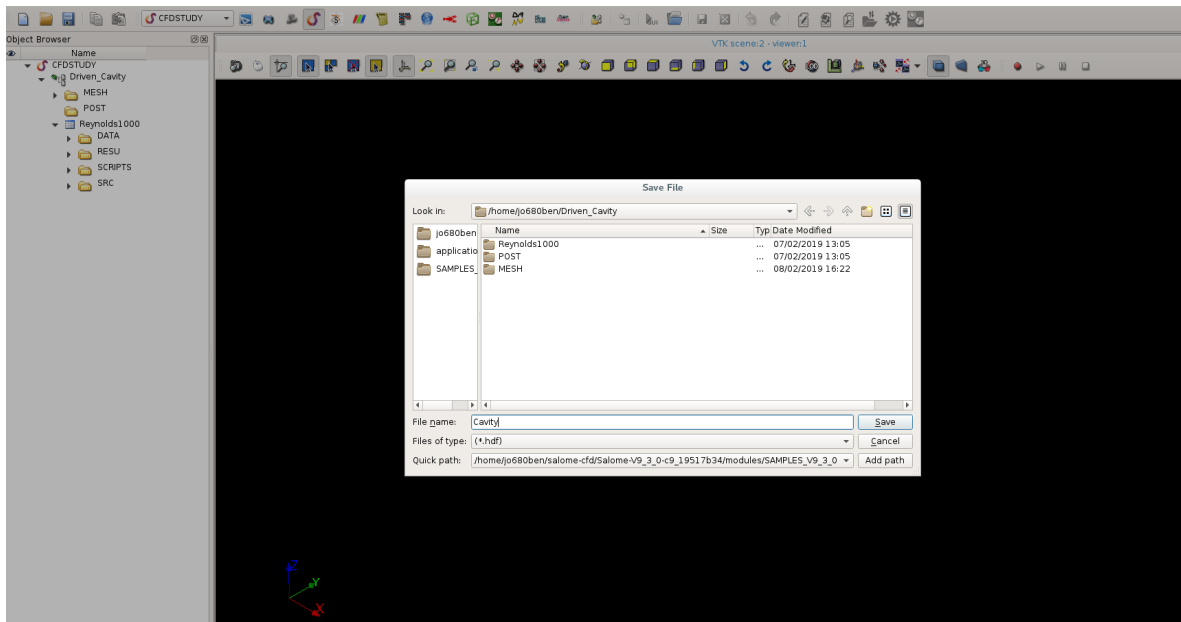 CFDSTUDY
Object Browser
Name
CFDSTUDY
Driven_Cavity
MESH
POST
Reynolds1000
DATA
RESU
SCRIPTS
SRC
VTK scene:2 - viewer:1
Save File
Look in: /home/jo680ben/Driven_Cavity
jo680ben
applicatio
SAMPLES_
Name Size Typ Date Modified
Reynolds1000 ... 07/02/2019 13:05
POST ... 07/02/2019 13:05
MESH ... 08/02/2019 16:22
File name: Cavity Save
Files of type: (*.hdf) Cancel
Quick path: /home/jo680ben/salome-cfd/Salome-V9_3_0-c9_19517b34/modules/SAMPLES_V9_3_0 Add path
Z
Y
X